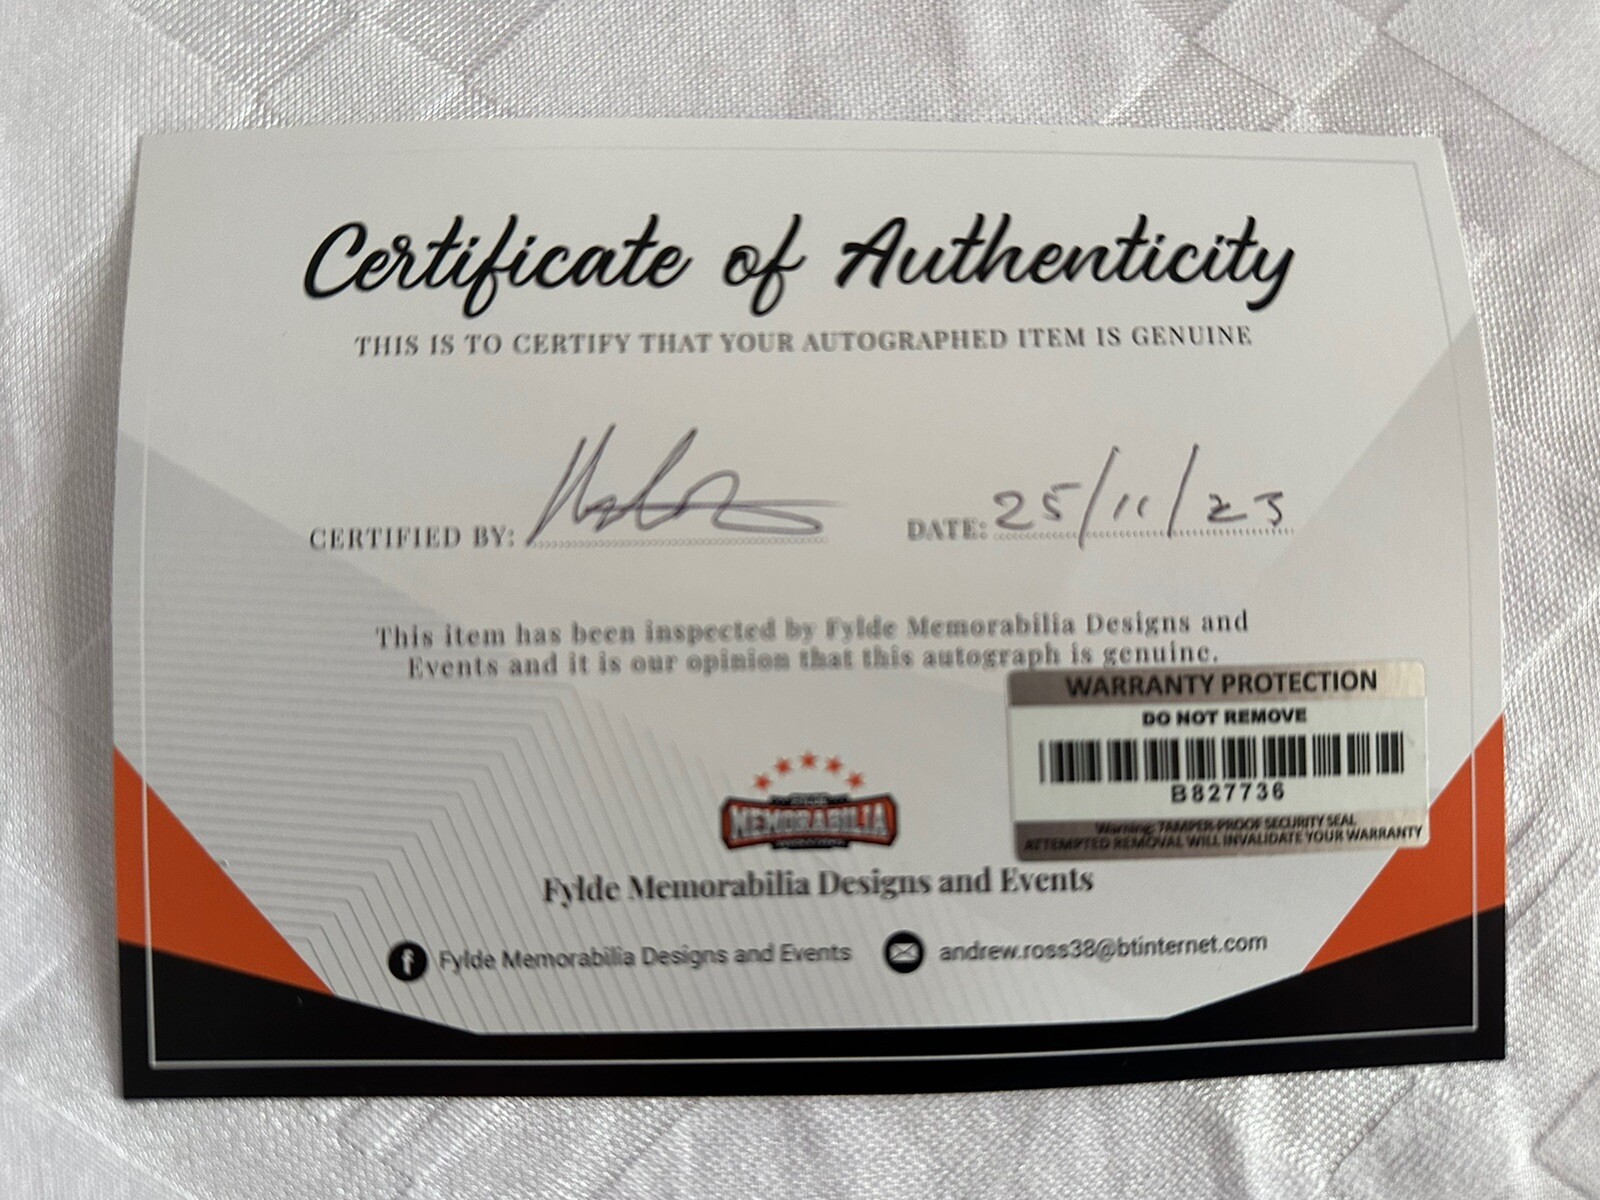 Certificate of Authenticity
THIS IS TO CERTIFY THAT YOUR AUTOGRAPHED ITEM IS GENUINE
CERTIFIED BY:
DATE: 25/11/23
This item has been inspected by Fylde Memorabilia Designs and
Events and it is our opinion that this autograph is genuine.
WARRANTY PROTECTION
DO NOT REMOVE
B827736
Warning: TAMPER-PROOF SECURITY SEAL
ATTEMPTED REMOVAL WILL INVALIDATE YOUR WARRANTY
MEMORABILIA
Fylde Memorabilia Designs and Events
f Fylde Memorabilia Designs and Events andrew.ross38@btinternet.com